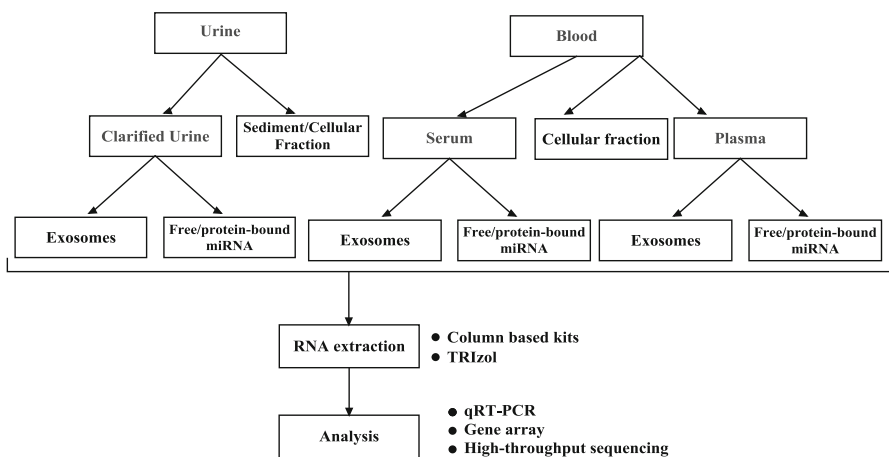 Urine
Blood
Clarified Urine
Sediment/Cellular
Fraction
Serum
Cellular fraction
Plasma
Exosomes
Free/protein-bound
miRNA
Exosomes
Free/protein-bound
miRNA
Exosomes
Free/protein-bound
miRNA
RNA extraction
● Column based kits
● TRIzol
Analysis
● qRT-PCR
● Gene array
● High-throughput sequencing